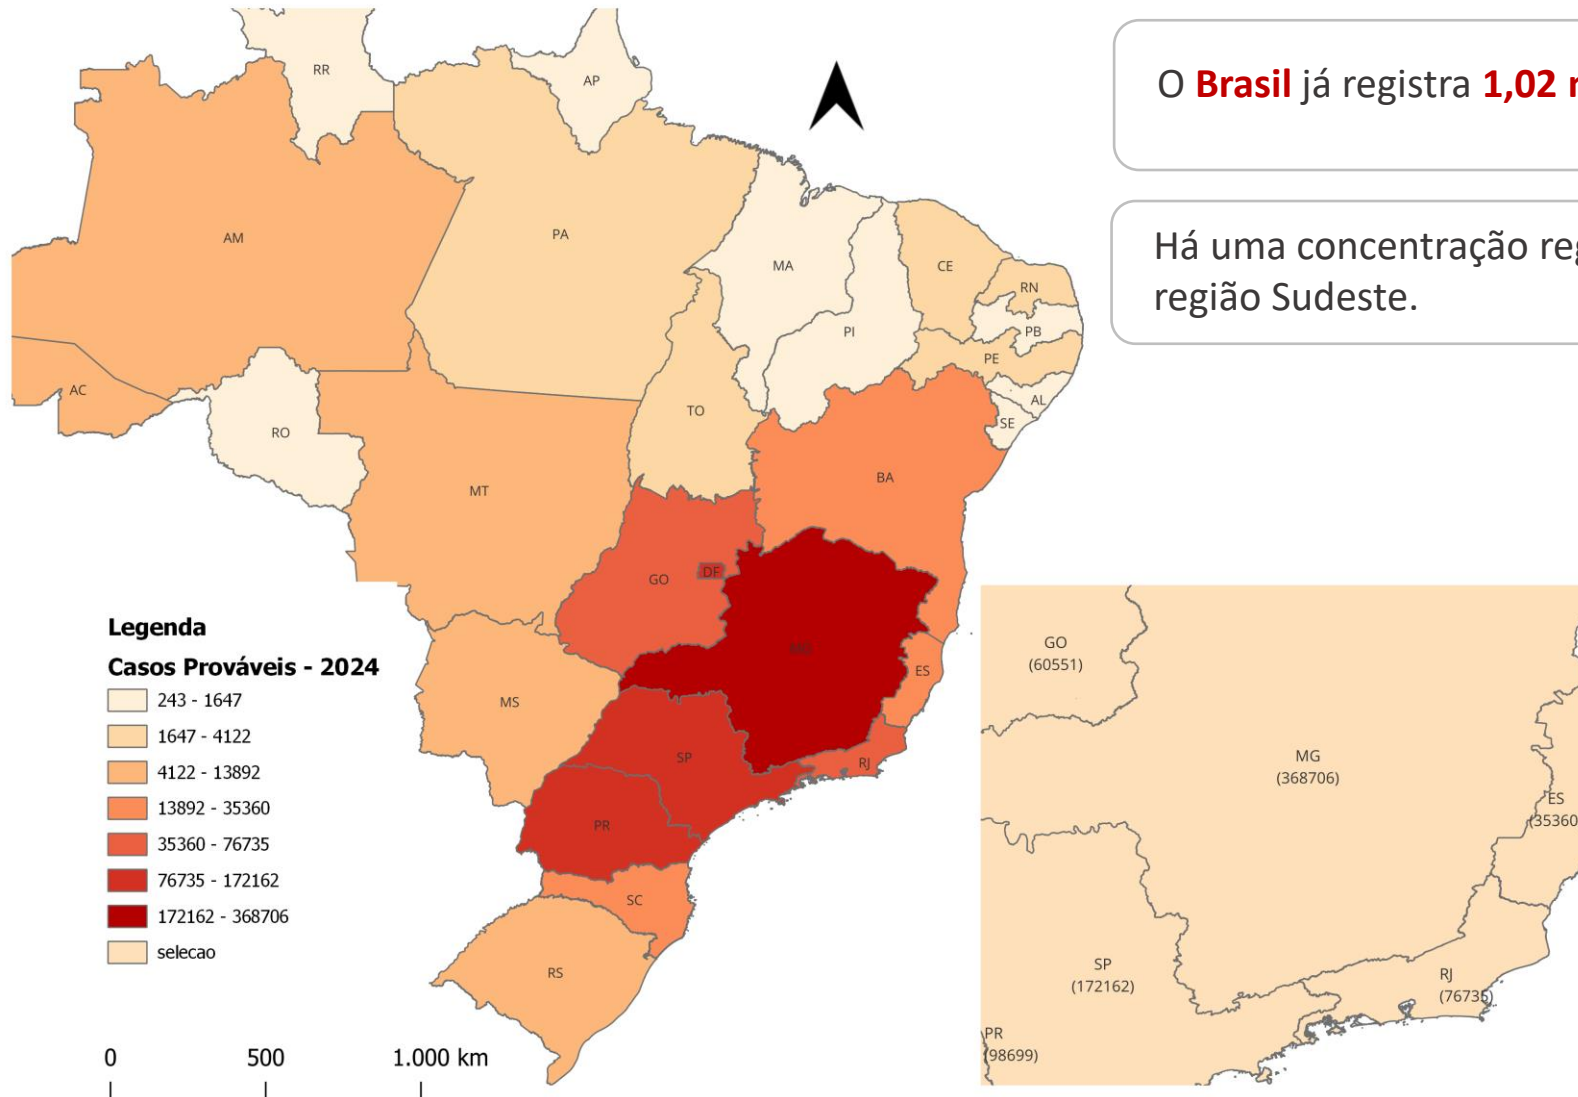 O Brasil já registra 1,02
Há uma concentração
região Sudeste.
RR
AP
AM
PA
MA
CE
RN
PI
PB
PE
AC
TO
AL
RO
SE
BA
MT
GO
DF
MG
ES
MS
SP
RJ
PR
SC
RS
Legenda
Casos Prováveis - 2024
243 - 1647
1647 - 4122
4122 - 13892
13892 - 35360
35360 - 76735
76735 - 172162
172162 - 368706
selecao
0 500 1.000 km
GO
(60551)
MG
(368706)
ES
(35360
SP
(172162)
RJ
(76735)
PR
(98699)